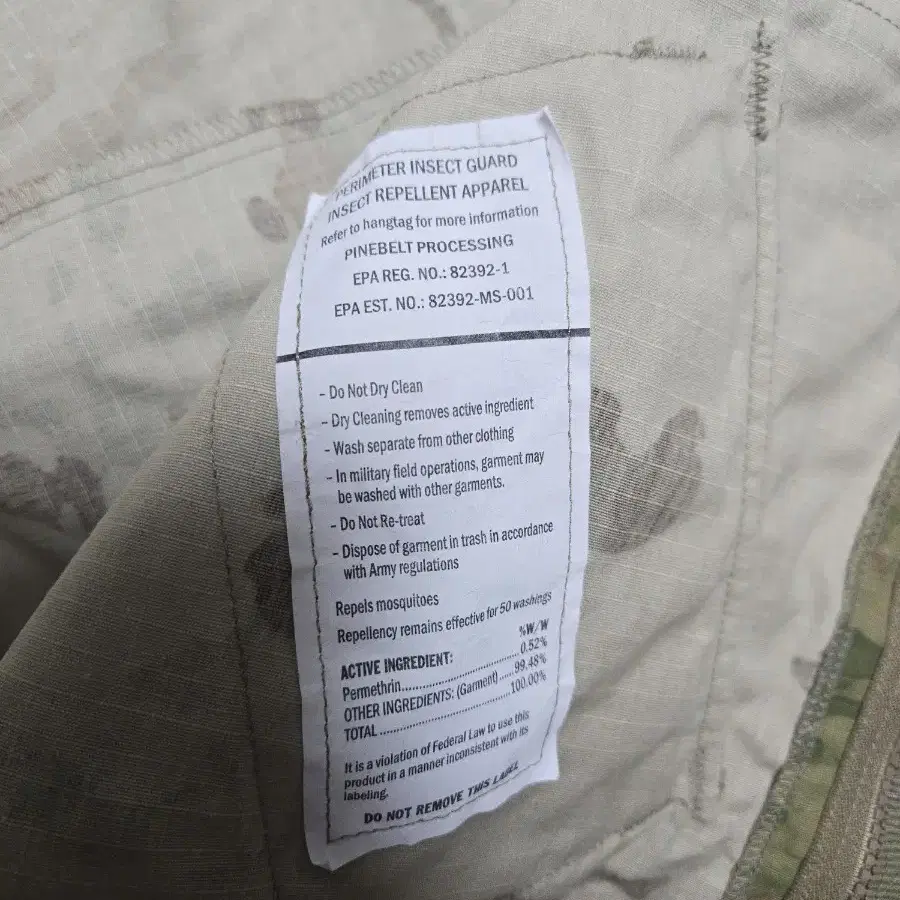 PERIMETER INSECT GUARD
INSECT REPELLENT APPAREL
Refer to hangtag for more information
PINEBELT PROCESSING
EPA REG. NO.: 82392-1
EPA EST. NO.: 82392-MS-001
- Do Not Dry Clean
- Dry Cleaning removes active ingredient
- Wash separate from other clothing
- In military field operations, garment may
be washed with other garments.
- Do Not Re-treat
- Dispose of garment in trash in accordance
with Army regulations
Repels mosquitoes
Repellency remains effective for 50 washings
%W/W
ACTIVE INGREDIENT:
Permethrin..............................0.52%
OTHER INGREDIENTS: (Garment).....99.48%
TOTAL ..................................100.00%
It is a violation of Federal Law to use this
product in a manner inconsistent with its
labeling.
DO NOT REMOVE THIS LABEL